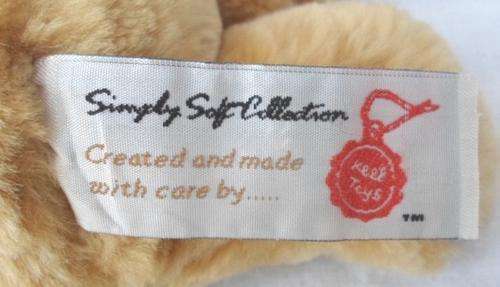 Simply Soft Collection
Created and made
with care by.....
Keel
Toys
TM